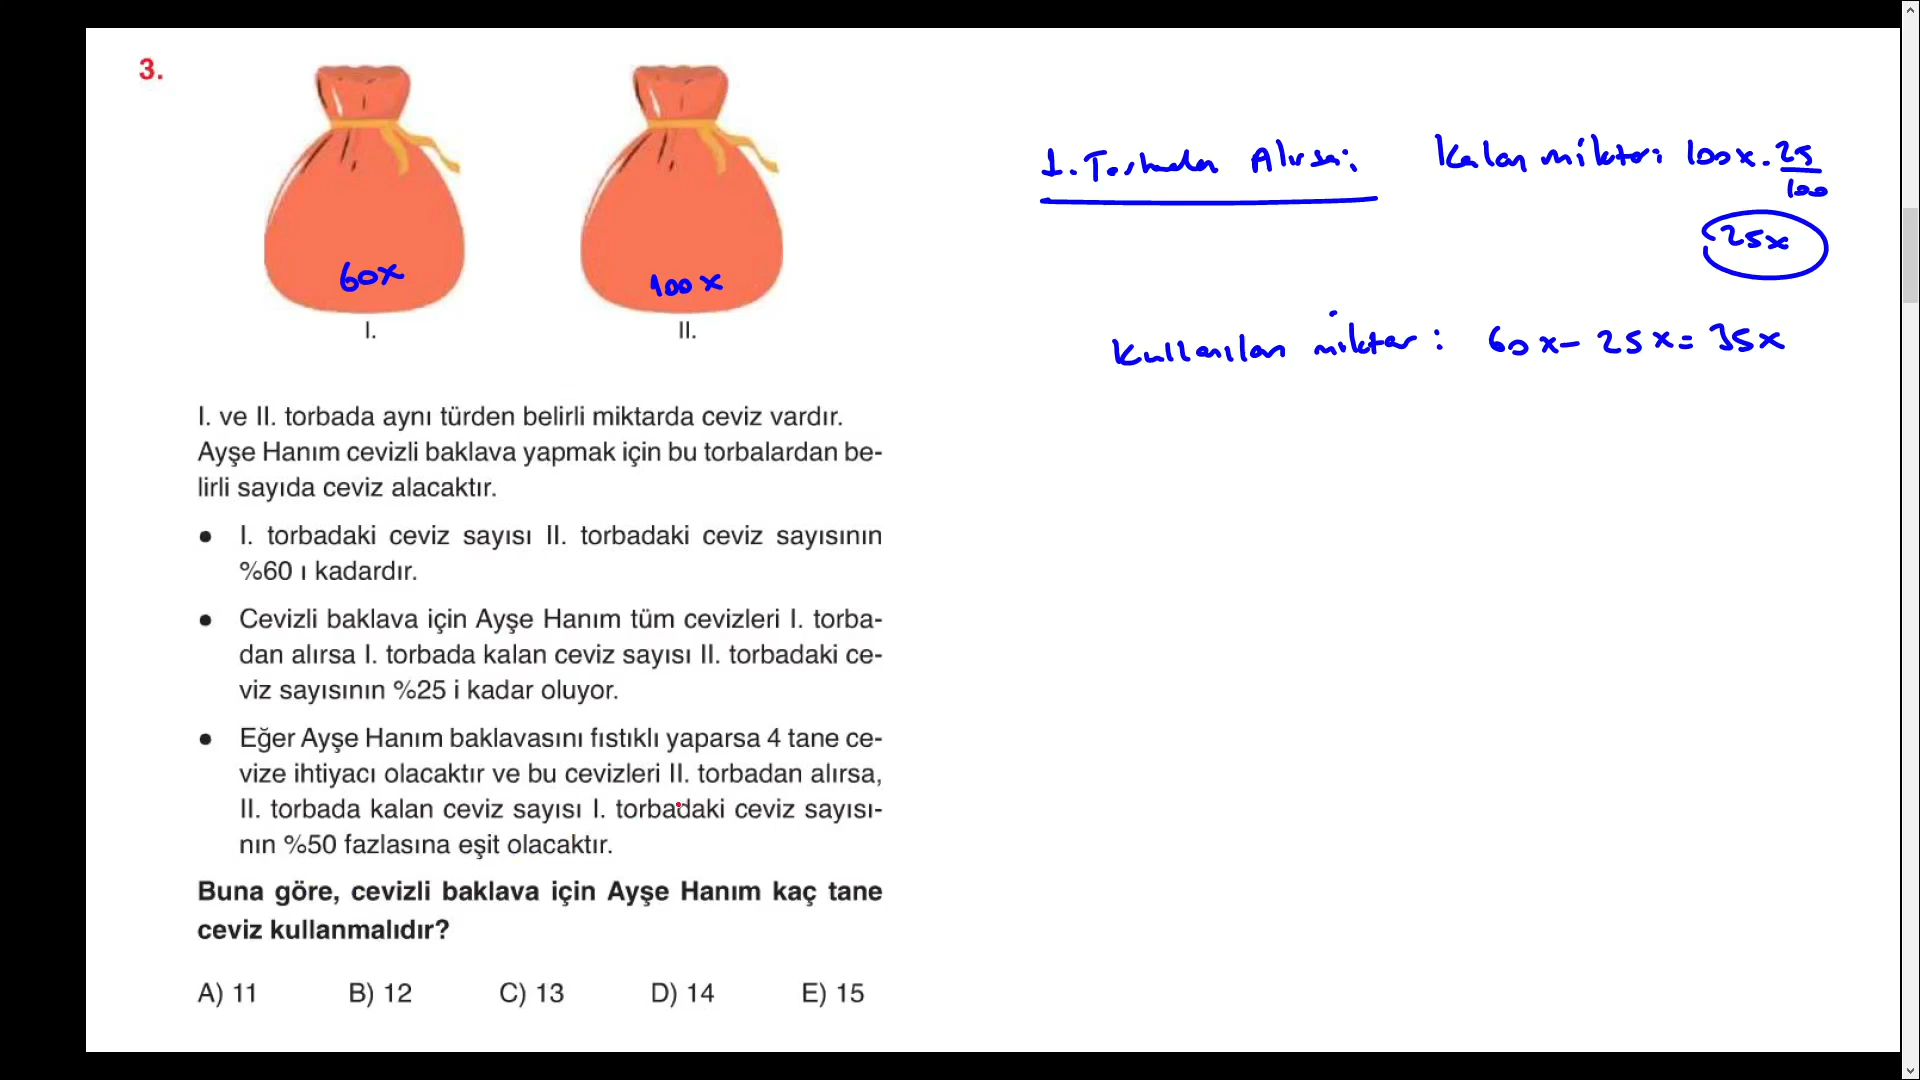 3.
60x
100x
I.
II.
I. ve II. torbada aynı türden belirli miktarda ceviz vardır.
Ayşe Hanım cevizli baklava yapmak için bu torbalardan be-
lirli sayıda ceviz alacaktır.
• I. torbadaki ceviz sayısı II. torbadaki ceviz sayısının
%60 ı kadardır.
• Cevizli baklava için Ayşe Hanım tüm cevizleri I. torba-
dan alırsa I. torbada kalan ceviz sayısı II. torbadaki ce-
viz sayısının %25 i kadar oluyor.
• Eğer Ayşe Hanım baklavasını fıstıklı yaparsa 4 tane ce-
vize ihtiyacı olacaktır ve bu cevizleri II. torbadan alırsa,
II. torbada kalan ceviz sayısı I. torbadaki ceviz sayısı-
nın %50 fazlasına eşit olacaktır.
Buna göre, cevizli baklava için Ayşe Hanım kaç tane
ceviz kullanmalıdır?
A) 11 B) 12 C) 13 D) 14 E) 15
1. Torbadan Alırsa: Kalan miktar: 100x . 25/100
25x
Kullanılan miktar: 60x - 25x = 35x